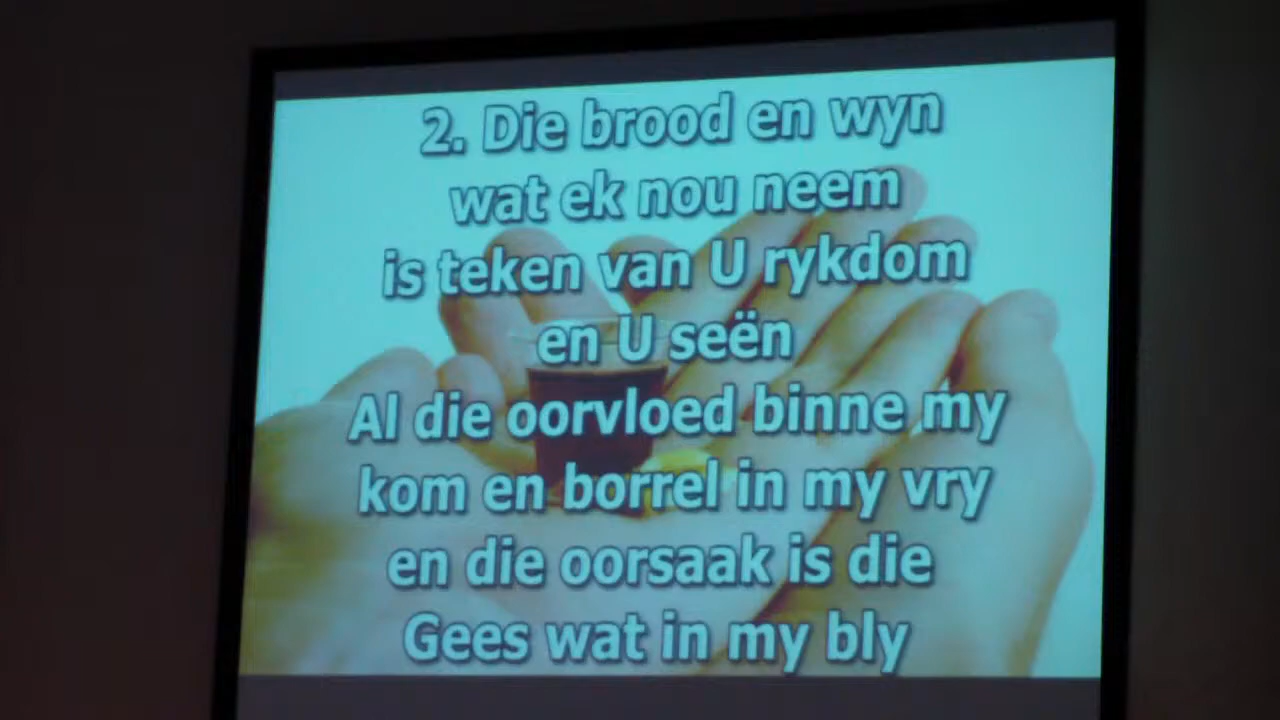 2. Die brood en wyn
wat ek nou neem
is teken van U rykdom
en U seën
Al die oorvloed binne my
kom en borrel in my vry
en die oorsaak is die
Gees wat in my bly